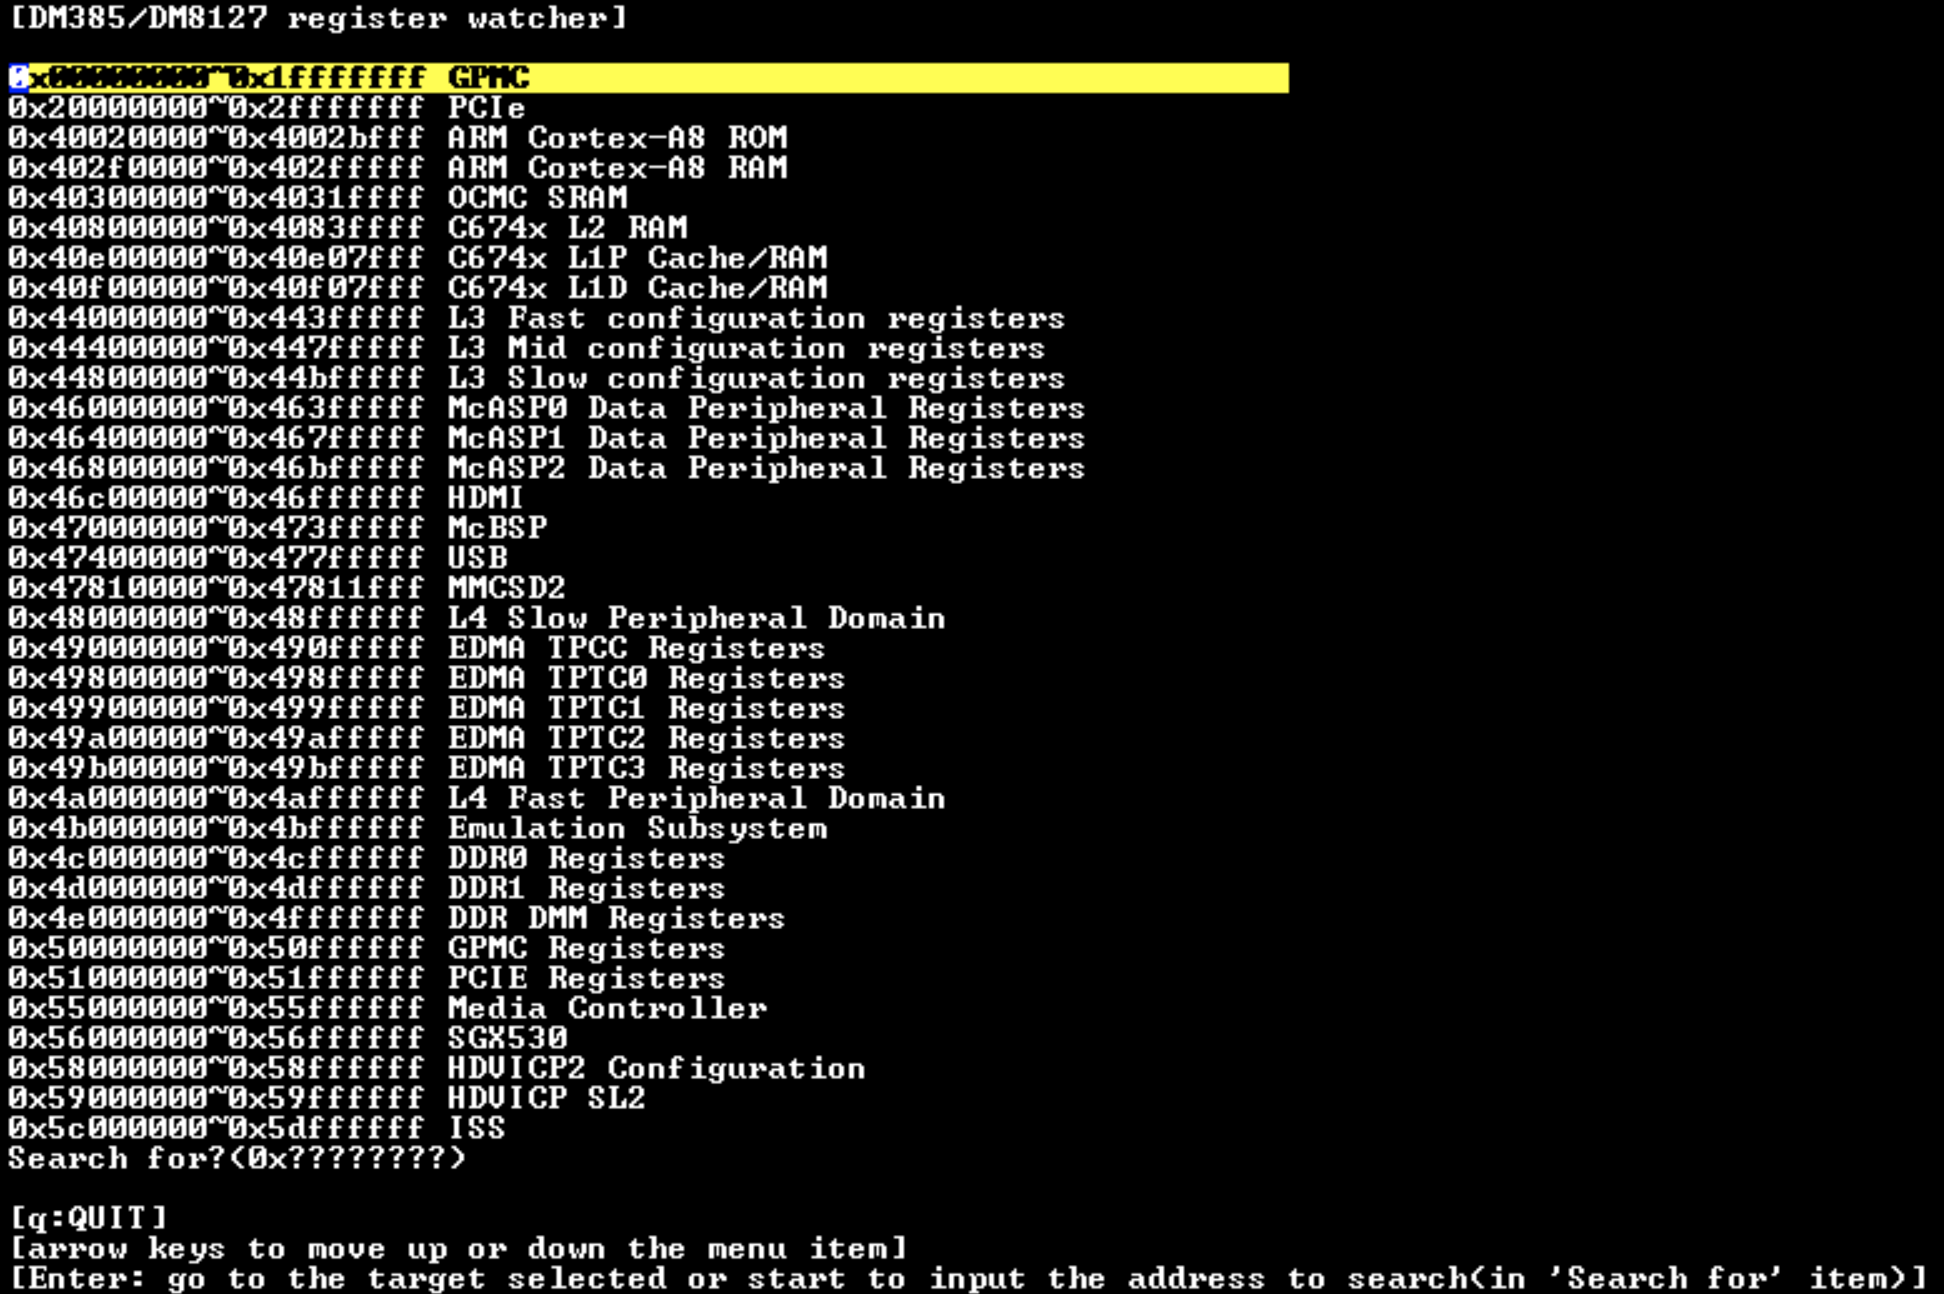 [DM385/DM8127 register watcher]
0x00000000~0x1fffffff GPMC
0x20000000~0x2fffffff PCIe
0x40020000~0x4002bfff ARM Cortex-A8 ROM
0x402f0000~0x402fffff ARM Cortex-A8 RAM
0x40300000~0x4031ffff OCMC SRAM
0x40800000~0x4083ffff C674x L2 RAM
0x40e00000~0x40e07fff C674x L1P Cache/RAM
0x40f00000~0x40f07fff C674x L1D Cache/RAM
0x44000000~0x443fffff L3 Fast configuration registers
0x44400000~0x447fffff L3 Mid configuration registers
0x44800000~0x44bfffff L3 Slow configuration registers
0x46000000~0x463fffff McASP0 Data Peripheral Registers
0x46400000~0x467fffff McASP1 Data Peripheral Registers
0x46800000~0x46bfffff McASP2 Data Peripheral Registers
0x46c00000~0x46ffffff HDMI
0x47000000~0x473fffff McBSP
0x47400000~0x477fffff USB
0x47810000~0x47811fff MMCSD2
0x48000000~0x48ffffff L4 Slow Peripheral Domain
0x49000000~0x490fffff EDMA TPCC Registers
0x49800000~0x498fffff EDMA TPTC0 Registers
0x49900000~0x499fffff EDMA TPTC1 Registers
0x49a00000~0x49afffff EDMA TPTC2 Registers
0x49b00000~0x49bfffff EDMA TPTC3 Registers
0x4a000000~0x4affffff L4 Fast Peripheral Domain
0x4b000000~0x4bffffff Emulation Subsystem
0x4c000000~0x4cffffff DDR0 Registers
0x4d000000~0x4dffffff DDR1 Registers
0x4e000000~0x4fffffff DDR DMM Registers
0x50000000~0x50ffffff GPMC Registers
0x51000000~0x51ffffff PCIE Registers
0x55000000~0x55ffffff Media Controller
0x56000000~0x56ffffff SGX530
0x58000000~0x58ffffff HDVICP2 Configuration
0x59000000~0x59ffffff HDVICP SL2
0x5c000000~0x5dffffff ISS
Search for?(0x????????)
[q:QUIT]
[arrow keys to move up or down the menu item]
[Enter: go to the target selected or start to input the address to search(in 'Search for' item)]